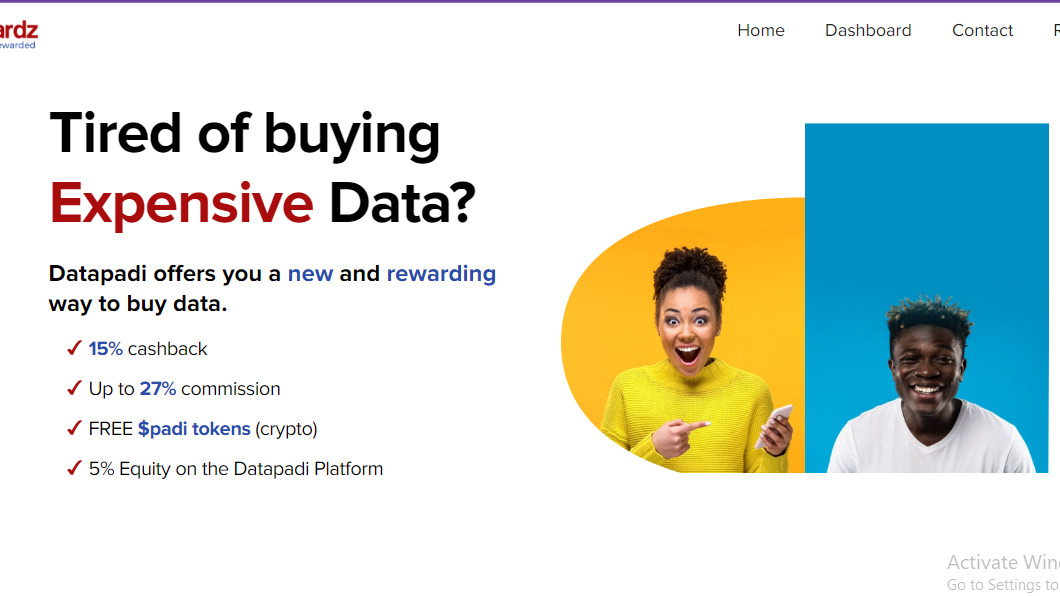 ardz
ewarded
Home Dashboard Contact R
Tired of buying
Expensive Data?
Datapadi offers you a new and rewarding
way to buy data.
✓ 15% cashback
✓ Up to 27% commission
✓ FREE $padi tokens (crypto)
✓ 5% Equity on the Datapadi Platform
Activate Win
Go to Settings to